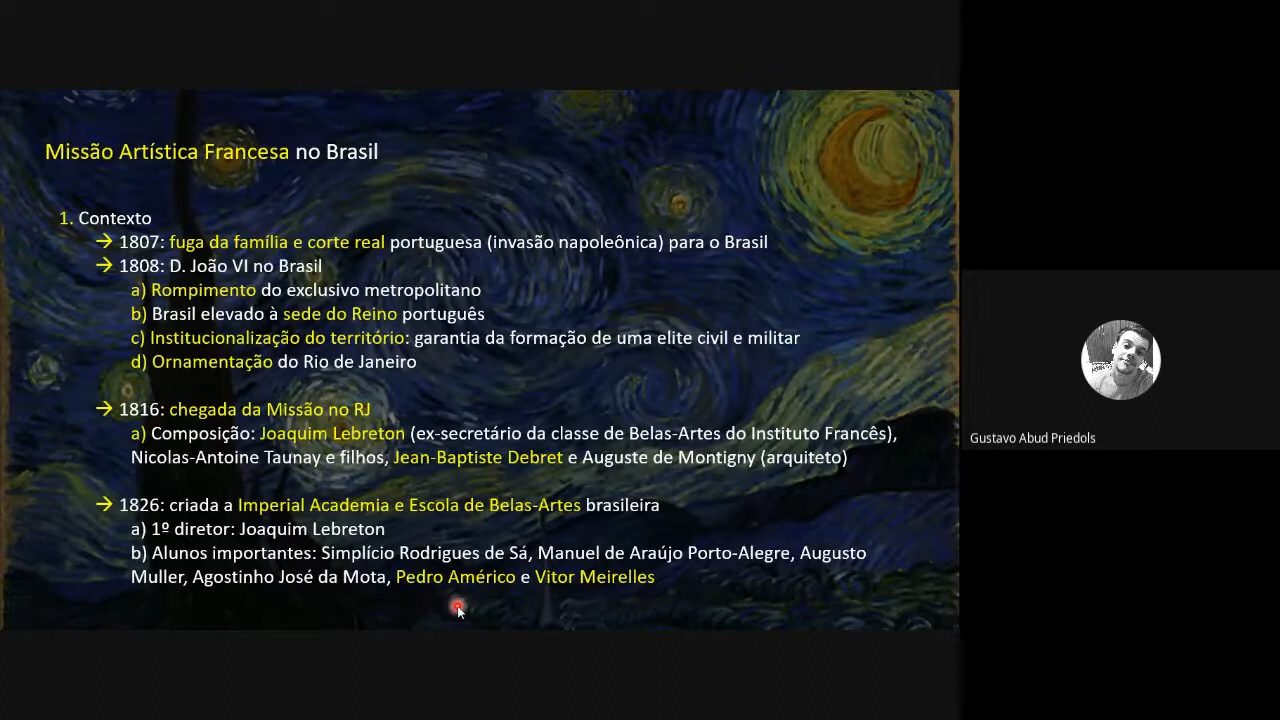 Missão Artística Francesa no Brasil
1. Contexto
→ 1807: fuga da família e corte real portuguesa (invasão napoleônica) para o Brasil
→ 1808: D. João VI no Brasil
a) Rompimento do exclusivo metropolitano
b) Brasil elevado à sede do Reino português
c) Institucionalização do território: garantia da formação de uma elite civil e militar
d) Ornamentação do Rio de Janeiro
→ 1816: chegada da Missão no RJ
a) Composição: Joaquim Lebreton (ex-secretário da classe de Belas-Artes do Instituto Francês),
Nicolas-Antoine Taunay e filhos, Jean-Baptiste Debret e Auguste de Montigny (arquiteto)
→ 1826: criada a Imperial Academia e Escola de Belas-Artes brasileira
a) 1º diretor: Joaquim Lebreton
b) Alunos importantes: Simplício Rodrigues de Sá, Manuel de Araújo Porto-Alegre, Augusto
Muller, Agostinho José da Mota, Pedro Américo e Vitor Meirelles
Gustavo Abud Priedols